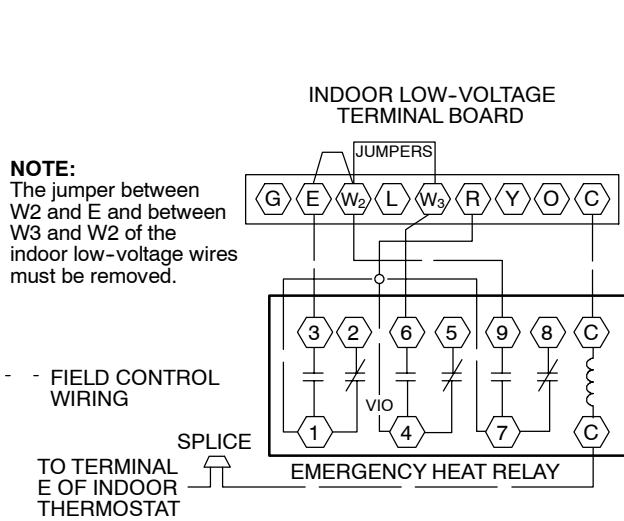 INDOOR LOW-VOLTAGE
TERMINAL BOARD
JUMPERS
NOTE:
The jumper between
W2 and E and between
W3 and W2 of the
indoor low-voltage wires
must be removed.
G E W2 L W3 R Y O C
3 2 6 5 9 8 C
- - FIELD CONTROL
WIRING
VIO
1 4 7 C
SPLICE
EMERGENCY HEAT RELAY
TO TERMINAL
E OF INDOOR
THERMOSTAT